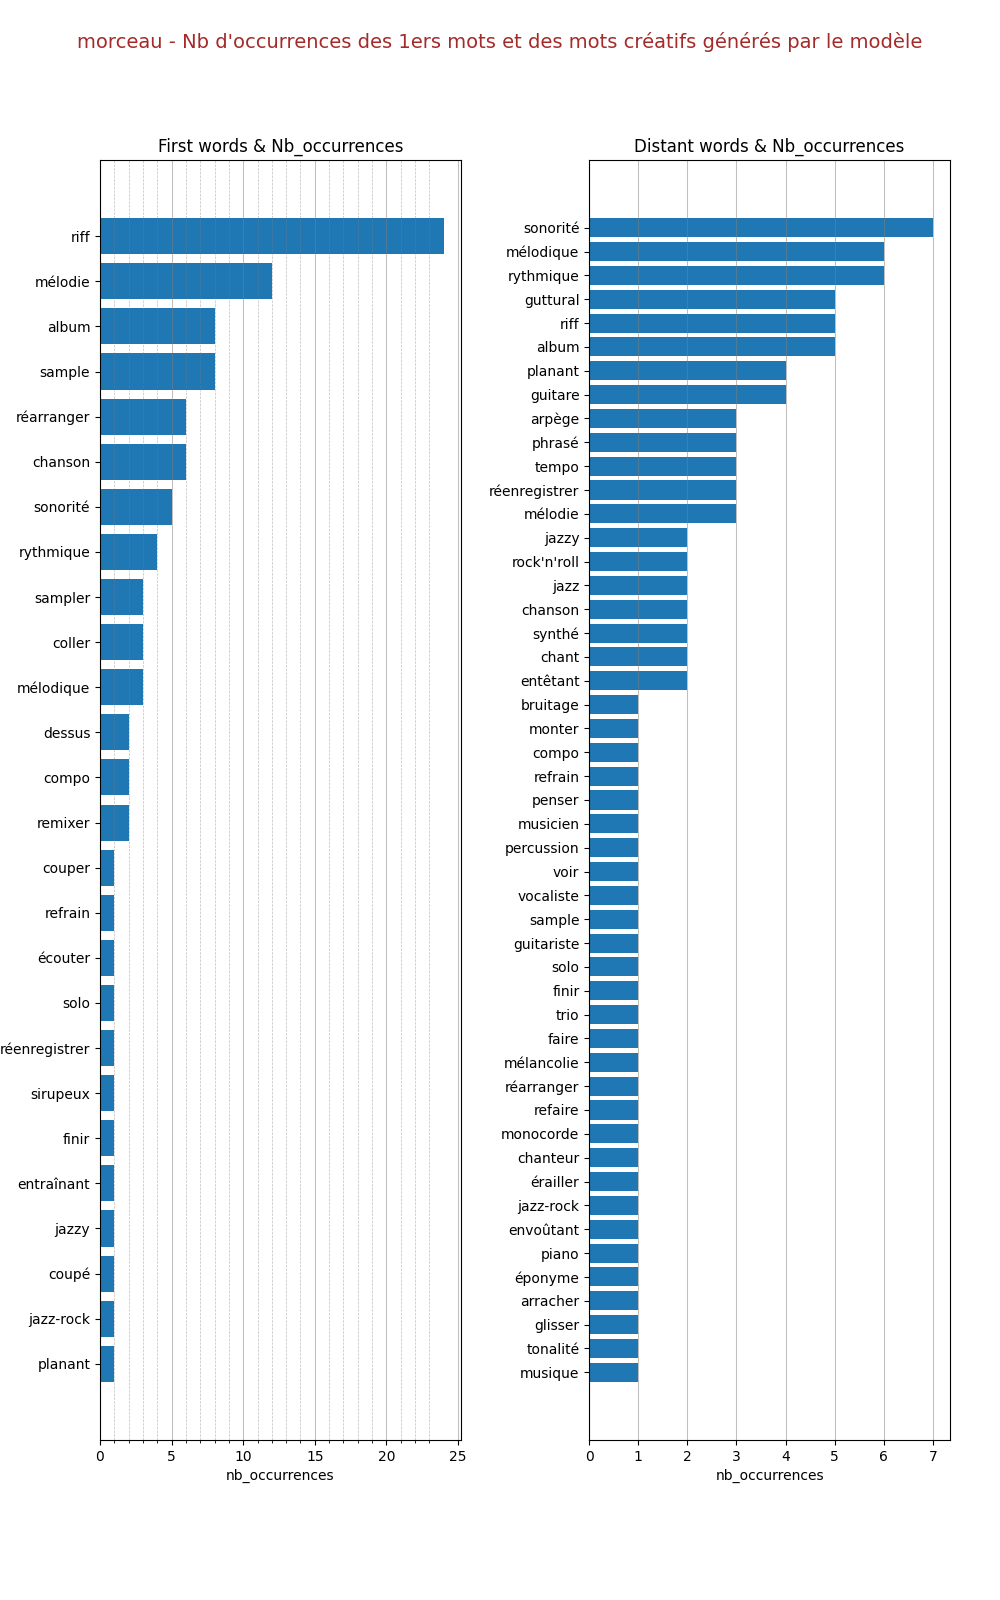 morceau - Nb d'occurrences des 1ers mots et des mots créatifs générés par le modèle
First words & Nb_occurrences
riff
mélodie
album
sample
réarranger
chanson
sonorité
rythmique
sampler
coller
mélodique
dessus
compo
remixer
couper
refrain
écouter
solo
réenregistrer
sirupeux
finir
entraînant
jazzy
coupé
jazz-rock
planant
0 5 10 15 20 25
nb_occurrences
Distant words & Nb_occurrences
sonorité
mélodique
rythmique
guttural
riff
album
planant
guitare
arpège
phrasé
tempo
réenregistrer
mélodie
jazzy
rock'n'roll
jazz
chanson
synthé
chant
entêtant
bruitage
monter
compo
refrain
penser
musicien
percussion
voir
vocaliste
sample
guitariste
solo
finir
trio
faire
mélancolie
réarranger
refaire
monocorde
chanteur
érailler
jazz-rock
envoûtant
piano
éponyme
arracher
glisser
tonalité
musique
0 1 2 3 4 5 6 7
nb_occurrences